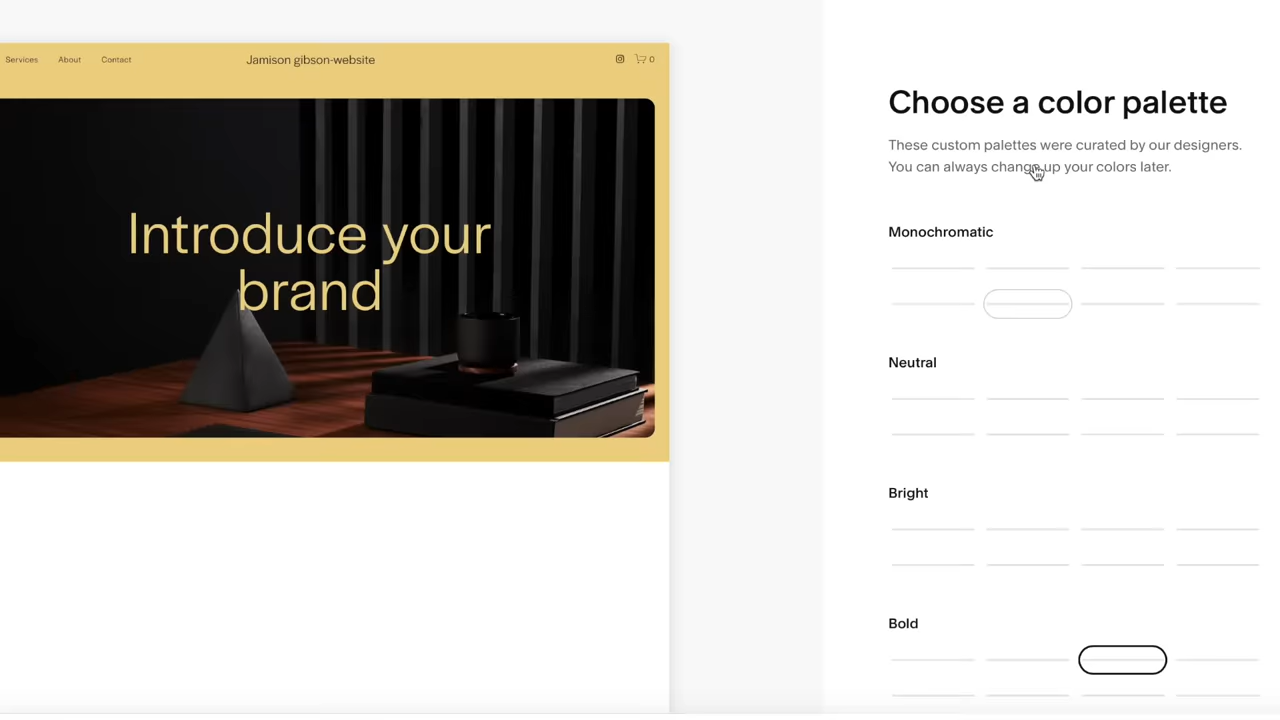 Services About Contact Jamison gibson-website 0
Introduce your
brand
Choose a color palette
These custom palettes were curated by our designers.
You can always change up your colors later.
Monochromatic
Neutral
Bright
Bold